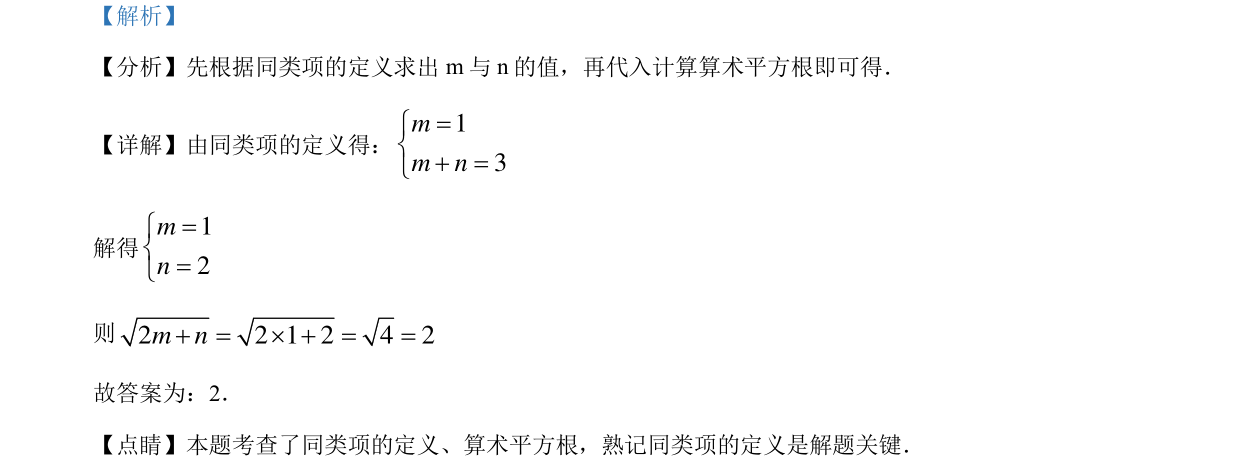 【解析】
【分析】先根据同类项的定义求出 m 与 n 的值，再代入计算算术平方根即可得．
【详解】由同类项的定义得：{m = 1
m + n = 3
解得{m = 1
n = 2
则√(2m + n) = √(2×1+2) = √4 = 2
故答案为：2．
【点睛】本题考查了同类项的定义、算术平方根，熟记同类项的定义是解题关键．